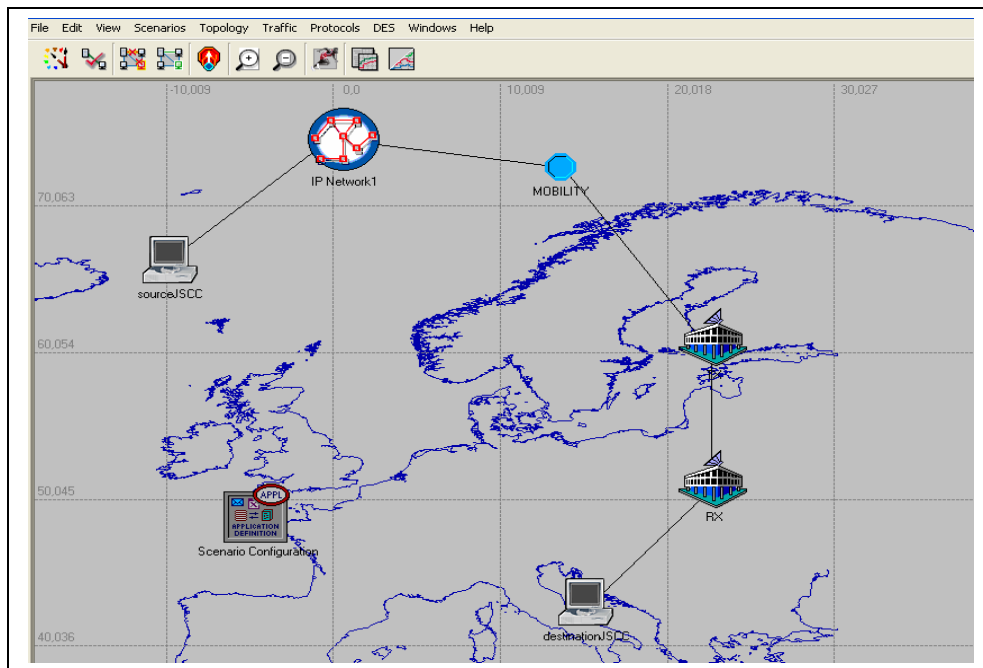 File Edit View Scenarios Topology Traffic Protocols DES Windows Help
-10,009 0,0 10,009 20,018 30,027
IP Network1
MOBILITY
70,063
sourceJSCC
60,054
50,045
APPL
APPLICATION
DEFINITION
RX
Scenario Configuration
destinationJSCC
40,036